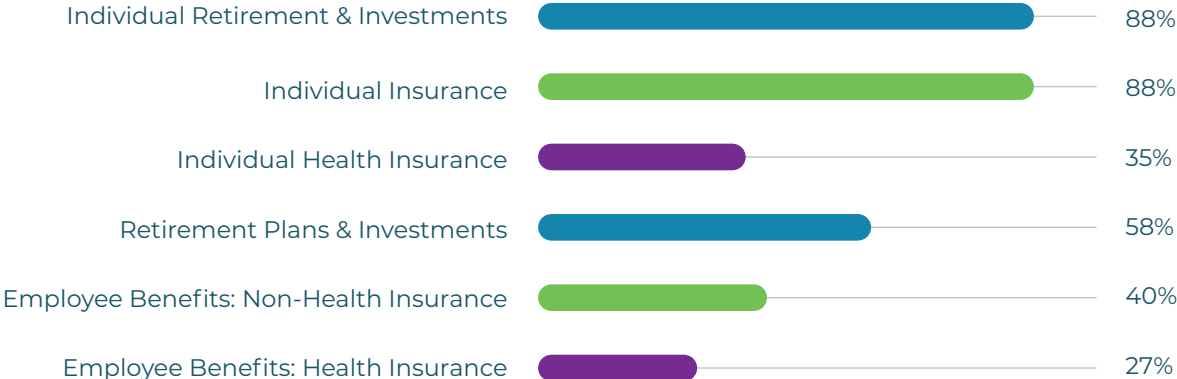 Individual Retirement & Investments 88%
Individual Insurance 88%
Individual Health Insurance 35%
Retirement Plans & Investments 58%
Employee Benefits: Non-Health Insurance 40%
Employee Benefits: Health Insurance 27%